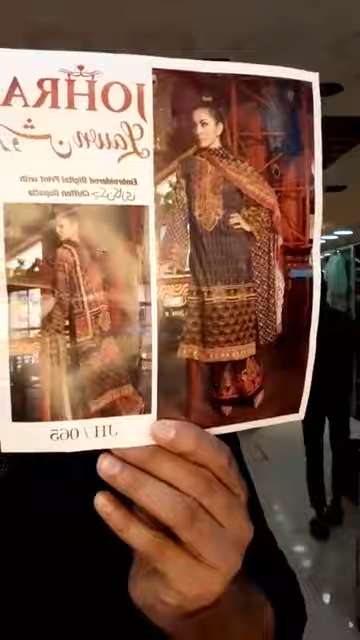 JOHRA
Lawn
Embroidered Digital Print with
Chiffon Dupatta
JH / 065